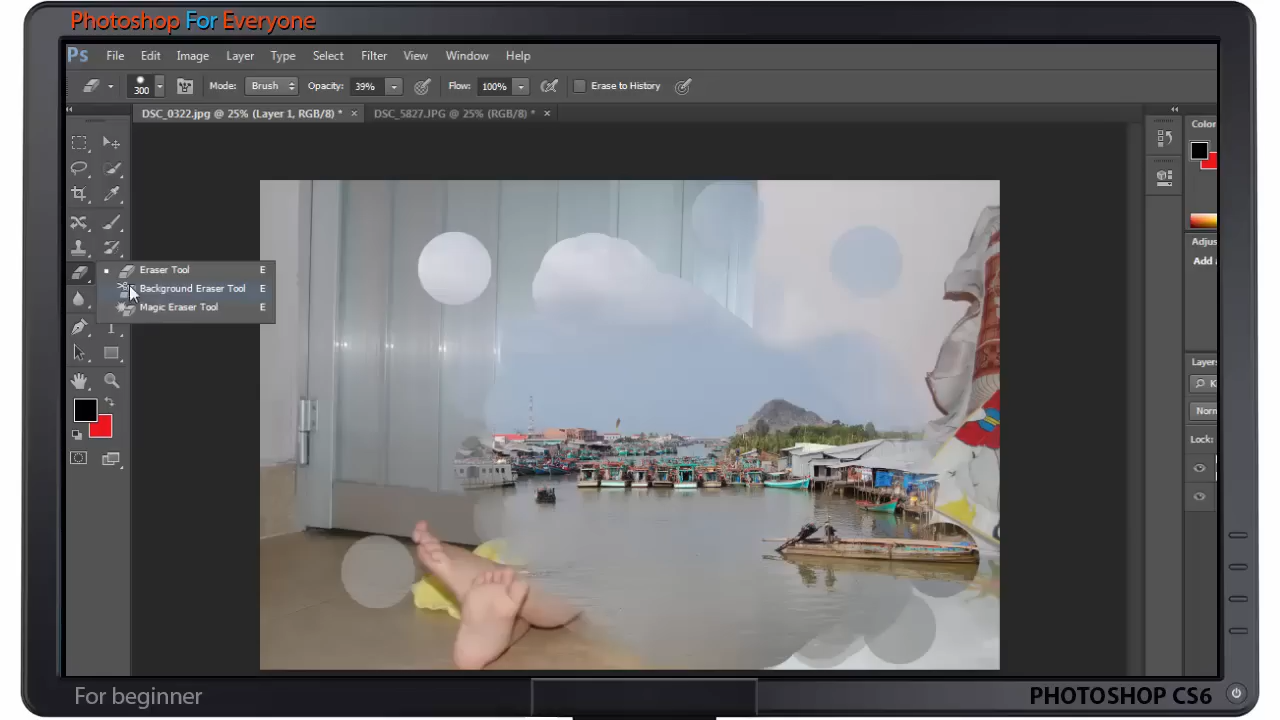 Photoshop For Everyone
Ps File Edit Image Layer Type Select Filter View Window Help
300 Mode: Brush Opacity: 39% Flow: 100% Erase to History
DSC_0322.jpg @ 25% (Layer 1, RGB/8) * × DSC_5827.JPG @ 25% (RGB/8) * ×
Color
Eraser Tool E
Background Eraser Tool E
Magic Eraser Tool E
Adjus
Add
T
Layers
K
Norn
Lock:
For beginner
PHOTOSHOP CS6